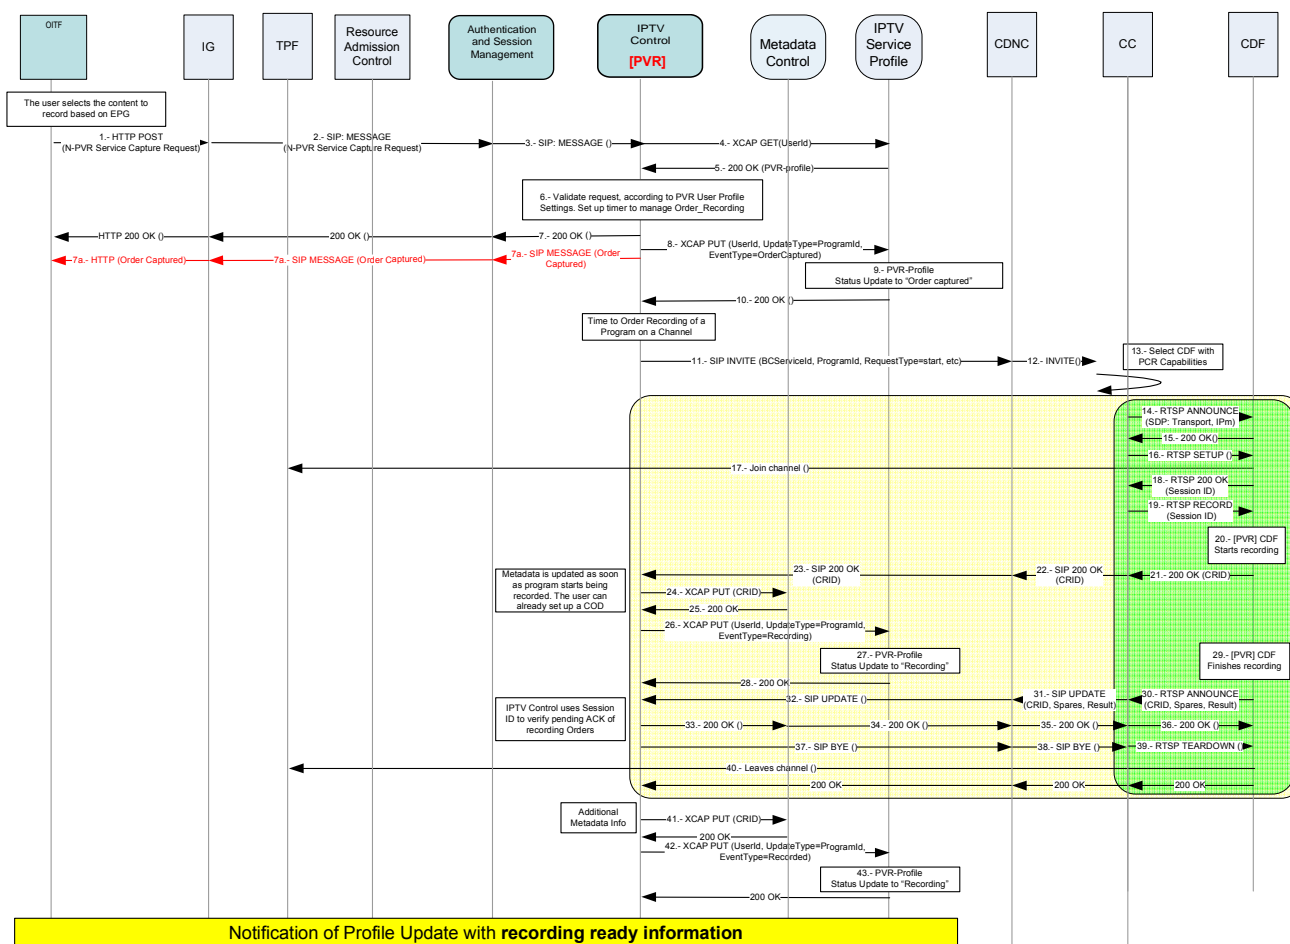 OITF
IG
TPF
Resource
Admission
Control
Authentication
and Session
Management
IPTV
Control
[PVR]
Metadata
Control
IPTV
Service
Profile
CDNC
CC
CDF
The user selects the content to
record based on EPG
1.- HTTP POST
(N-PVR Service Capture Request)
2.- SIP: MESSAGE
(N-PVR Service Capture Request)
3.- SIP: MESSAGE ()
4.- XCAP GET(UserId)
5.- 200 OK (PVR-profile)
6.- Validate request, according to PVR User Profile
Settings. Set up timer to manage Order_Recording
HTTP 200 OK ()
200 OK ()
7.- 200 OK ()
8.- XCAP PUT (UserId, UpdateType=ProgramId,
EventType=OrderCaptured)
7a.- HTTP (Order Captured)
7a.- SIP MESSAGE (Order Captured)
7a.- SIP MESSAGE (Order
Captured)
9.- PVR-Profile
Status Update to “Order captured”
10.- 200 OK ()
Time to Order Recording of a
Program on a Channel
11.- SIP INVITE (BCServiceId, ProgramId, RequestType=start, etc)
12.- INVITE()
13.- Select CDF with
PCR Capabilities
14.- RTSP ANNOUNCE
(SDP: Transport, IPm)
15.- 200 OK()
16.- RTSP SETUP ()
17.- Join channel ()
18.- RTSP 200 OK
(Session ID)
19.- RTSP RECORD
(Session ID)
20.- [PVR] CDF
Starts recording
21.- 200 OK (CRID)
22.- SIP 200 OK
(CRID)
23.- SIP 200 OK
(CRID)
Metadata is updated as soon
as program starts being
recorded. The user can
already set up a COD
24.- XCAP PUT (CRID)
25.- 200 OK
26.- XCAP PUT (UserId, UpdateType=ProgramId,
EventType=Recording)
27.- PVR-Profile
Status Update to “Recording”
28.- 200 OK
29.- [PVR] CDF
Finishes recording
30.- RTSP ANNOUNCE
(CRID, Spares, Result)
31.- SIP UPDATE
(CRID, Spares, Result)
32.- SIP UPDATE ()
IPTV Control uses Session
ID to verify pending ACK of
recording Orders
33.- 200 OK ()
34.- 200 OK ()
35.- 200 OK ()
36.- 200 OK ()
37.- SIP BYE ()
38.- SIP BYE ()
39.- RTSP TEARDOWN ()
40.- Leaves channel ()
200 OK
200 OK
200 OK
Additional
Metadata Info
41.- XCAP PUT (CRID)
200 OK
42.- XCAP PUT (UserId, UpdateType=ProgramId,
EventType=Recorded)
43.- PVR-Profile
Status Update to “Recording”
200 OK
Notification of Profile Update with recording ready information